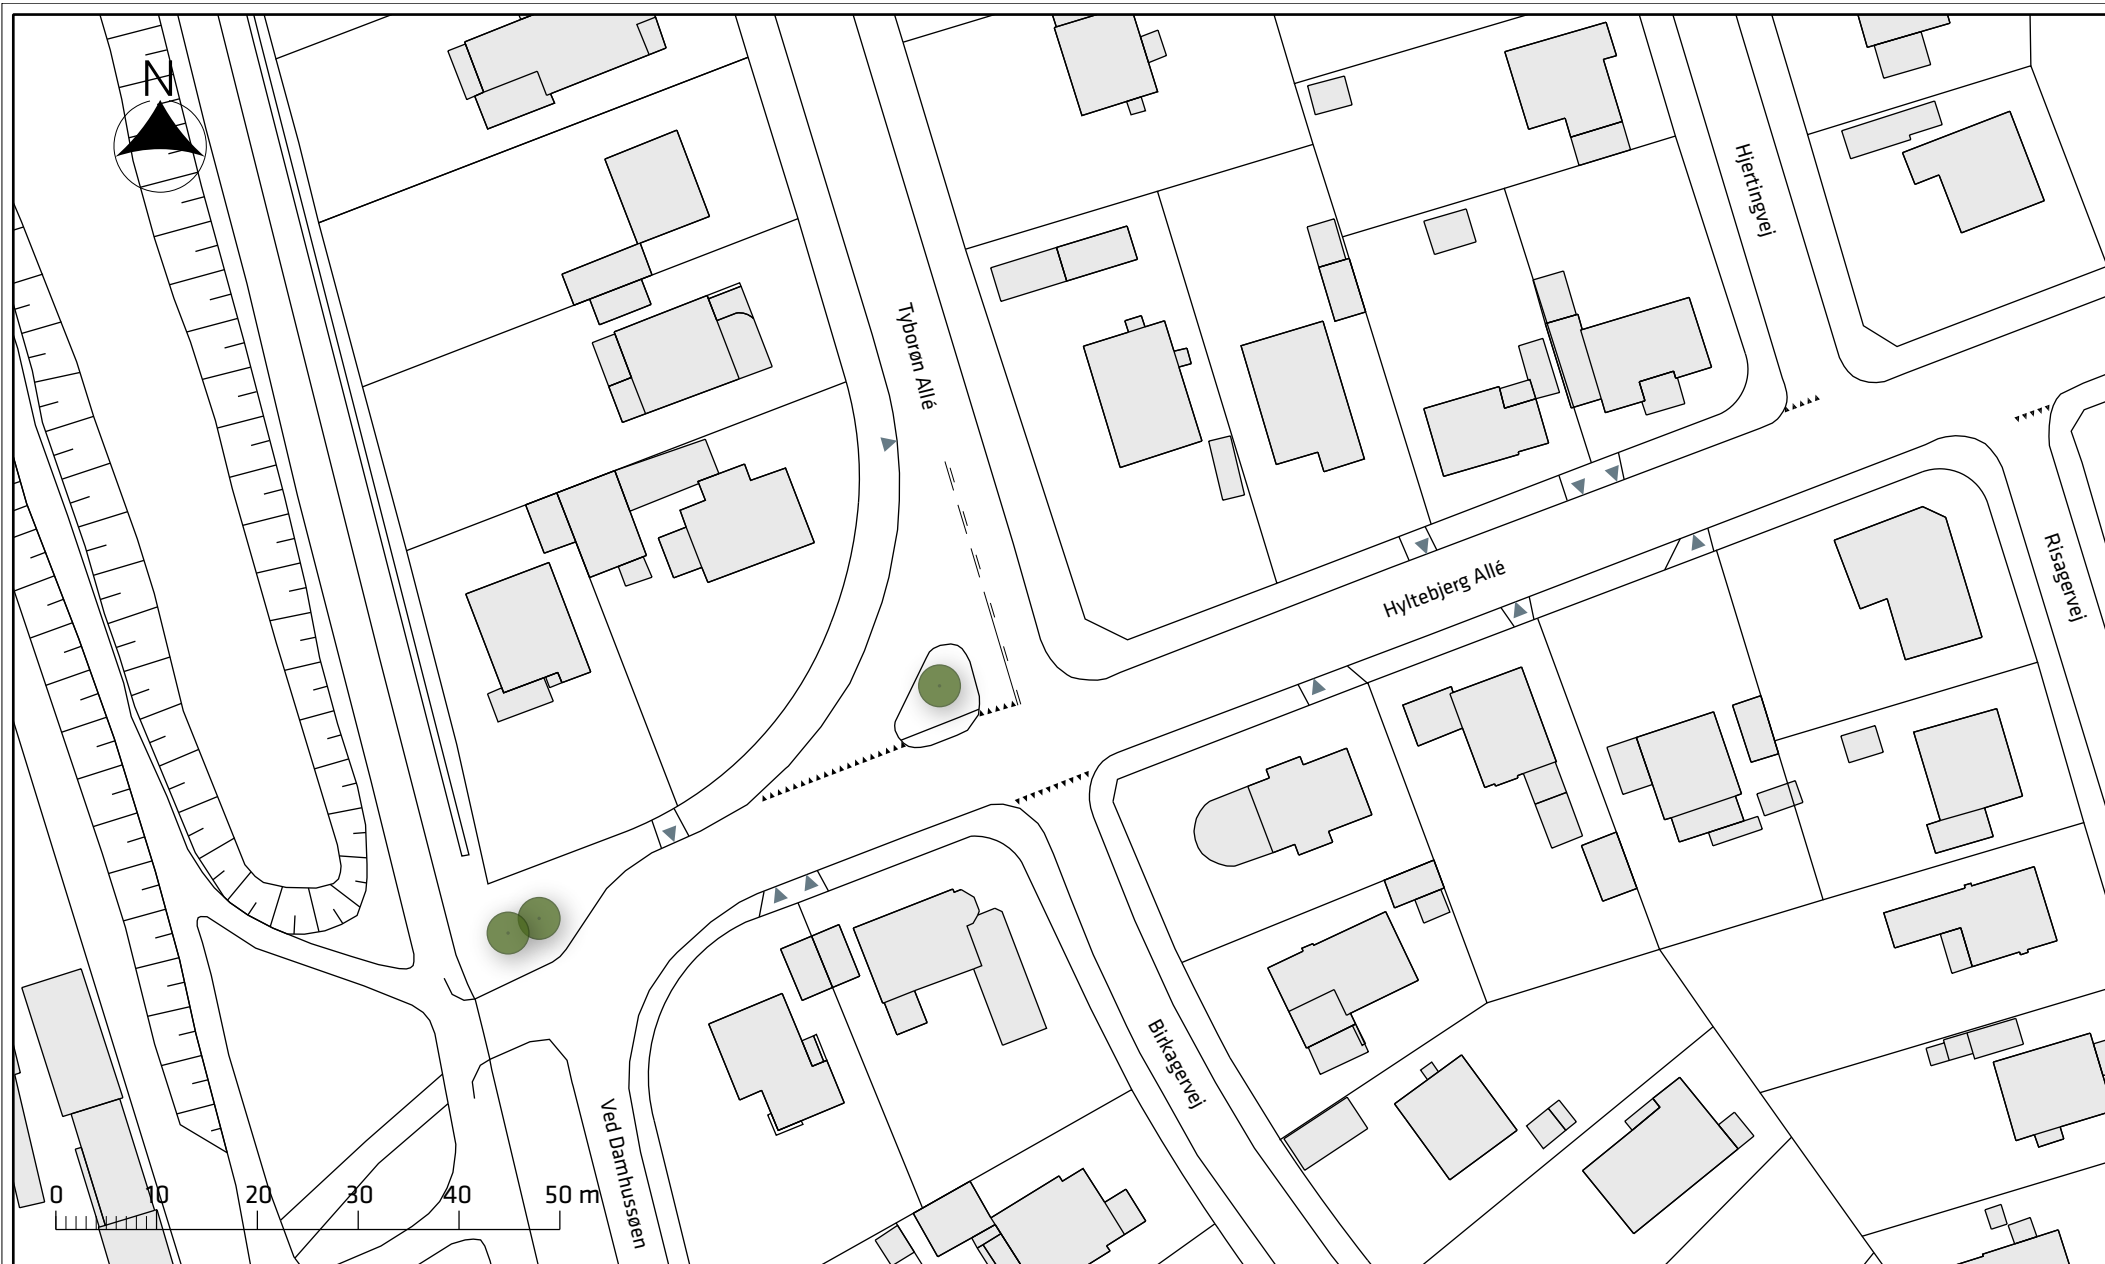 N
Hjertingvej
Tyborøn Allé
Hyltebjerg Allé
Risagervej
Birkagervej
Ved Damhussøen
0 10 20 30 40 50 m